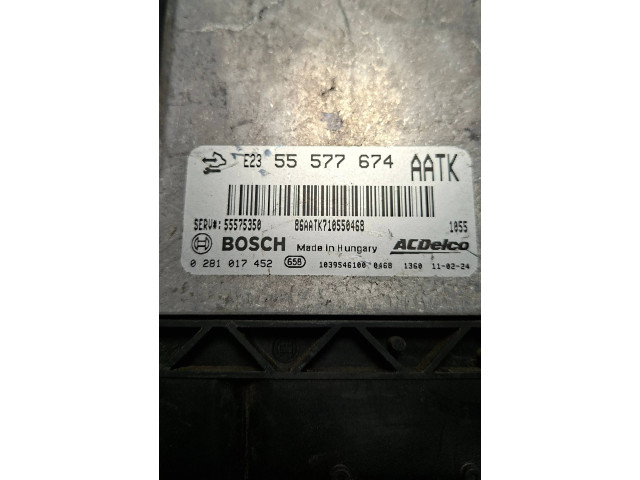 E23 55 577 674 AATK
SERV#: 55575350 86AATK710550468 1055
BOSCH Made in Hungary ACDelco
0 281 017 452 658 1039S46100 0468 1360 11-02-24